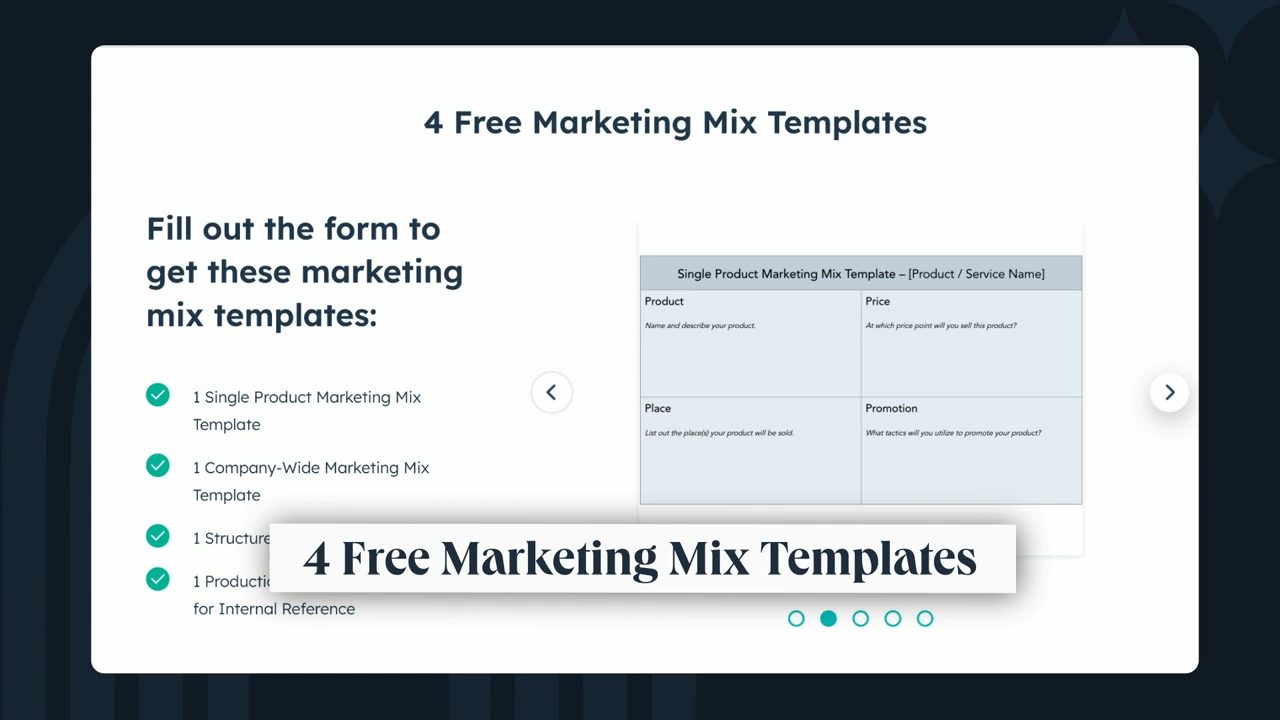 4 Free Marketing Mix Templates
Fill out the form to
get these marketing
mix templates:
1 Single Product Marketing Mix
Template
1 Company-Wide Marketing Mix
Template
1
1
for Internal Reference
Single Product Marketing Mix Template – [Product / Service Name]
Product
Name and describe your product.
Price
At which price point will you sell this product?
Place
List out the place(s) your product will be sold.
Promotion
What tactics will you utilize to promote your product?
4 Free Marketing Mix Templates